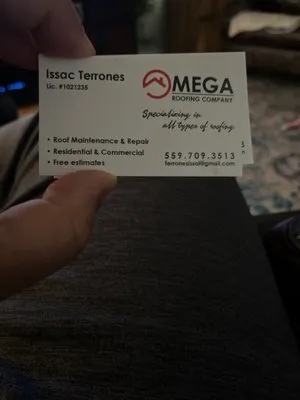 Issac Terrones
Lic. #1021235
OMEGA
ROOFING COMPANY
Specializing in
all types of roofing
• Roof Maintenance & Repair
• Residential & Commercial
• Free estimates
559.709.3513